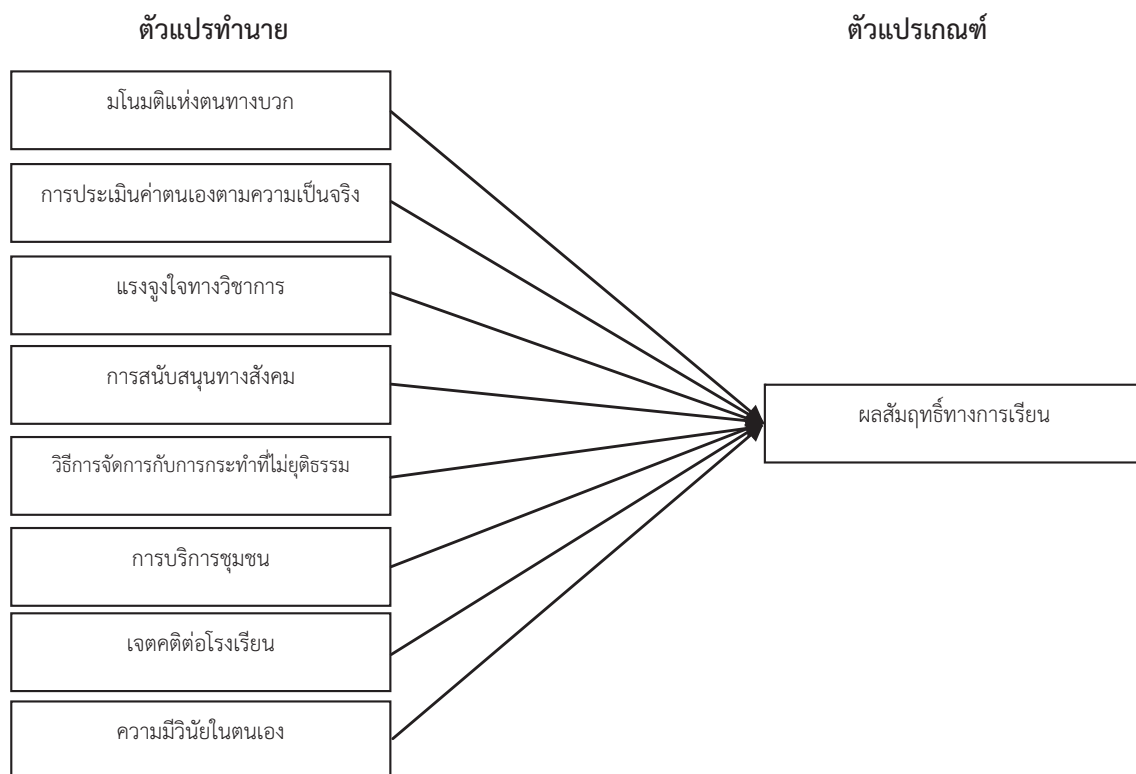 ตัวแปรทำนาย
ตัวแปรเกณฑ์
มโนมติแห่งตนทางบวก
การประเมินค่าตนเองตามความเป็นจริง
แรงจูงใจทางวิชาการ
การสนับสนุนทางสังคม
วิธีการจัดการกับการกระทำที่ไม่ยุติธรรม
การบริการชุมชน
เจตคติต่อโรงเรียน
ความมีวินัยในตนเอง
ผลสัมฤทธิ์ทางการเรียน